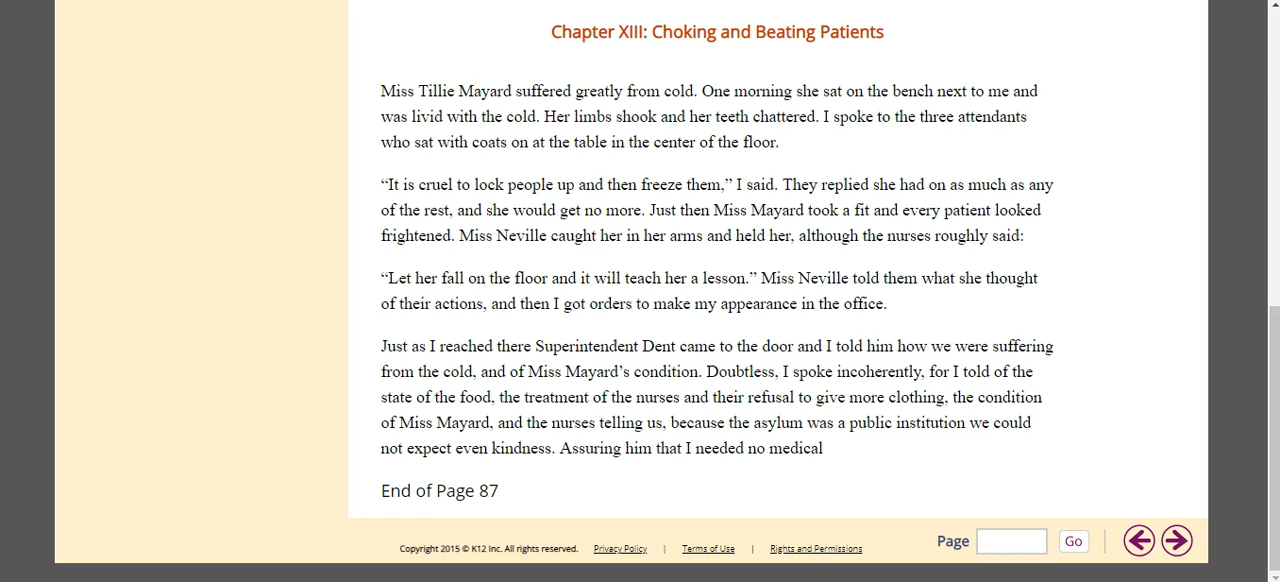 Chapter XIII: Choking and Beating Patients
Miss Tillie Mayard suffered greatly from cold. One morning she sat on the bench next to me and
was livid with the cold. Her limbs shook and her teeth chattered. I spoke to the three attendants
who sat with coats on at the table in the center of the floor.
“It is cruel to lock people up and then freeze them,” I said. They replied she had on as much as any
of the rest, and she would get no more. Just then Miss Mayard took a fit and every patient looked
frightened. Miss Neville caught her in her arms and held her, although the nurses roughly said:
“Let her fall on the floor and it will teach her a lesson.” Miss Neville told them what she thought
of their actions, and then I got orders to make my appearance in the office.
Just as I reached there Superintendent Dent came to the door and I told him how we were suffering
from the cold, and of Miss Mayard’s condition. Doubtless, I spoke incoherently, for I told of the
state of the food, the treatment of the nurses and their refusal to give more clothing, the condition
of Miss Mayard, and the nurses telling us, because the asylum was a public institution we could
not expect even kindness. Assuring him that I needed no medical
End of Page 87
Copyright 2015 © K12 Inc. All rights reserved. Privacy Policy | Terms of Use | Rights and Permissions
Page Go